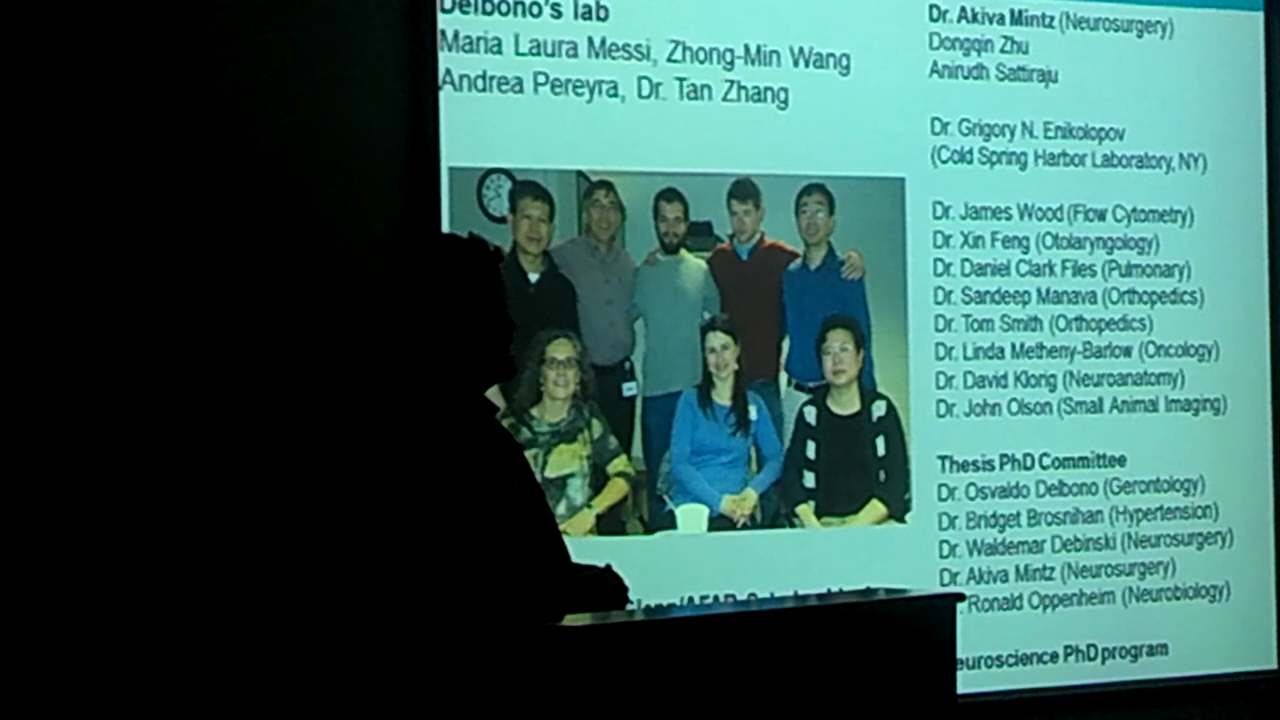 Delbono's lab
Maria Laura Messi, Zhong-Min Wang
Andrea Pereyra, Dr. Tan Zhang
Dr. Akiva Mintz (Neurosurgery)
Dongqin Zhu
Anirudh Sattiraju
Dr. Grigory N. Enikolopov
(Cold Spring Harbor Laboratory, NY)
Dr. James Wood (Flow Cytometry)
Dr. Xin Feng (Otolaryngology)
Dr. Daniel Clark Files (Pulmonary)
Dr. Sandeep Manava (Orthopedics)
Dr. Tom Smith (Orthopedics)
Dr. Linda Metheny-Barlow (Oncology)
Dr. David Klorig (Neuroanatomy)
Dr. John Olson (Small Animal Imaging)
Thesis PhD Committee
Dr. Osvaldo Delbono (Gerontology)
Dr. Bridget Brosnihan (Hypertension)
Dr. Waldemar Debinski (Neurosurgery)
Dr. Akiva Mintz (Neurosurgery)
. Ronald Oppenheim (Neurobiology)
euroscience PhD program